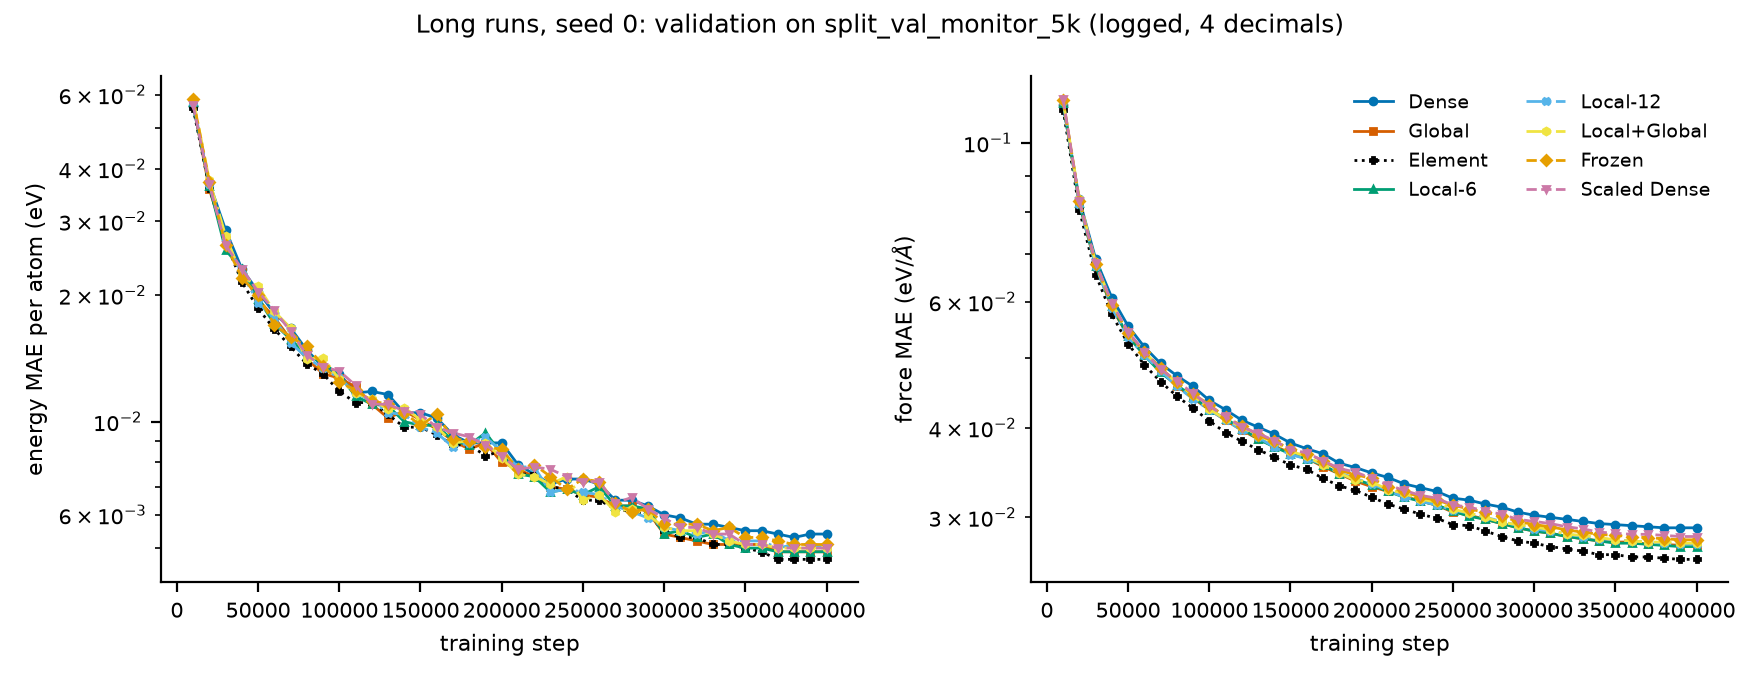 Long runs, seed 0: validation on split_val_monitor_5k (logged, 4 decimals)
energy MAE per atom (eV)
6 × 10⁻²
4 × 10⁻²
3 × 10⁻²
2 × 10⁻²
10⁻²
6 × 10⁻³
0 50000 100000 150000 200000 250000 300000 350000 400000
training step
force MAE (eV/Å)
10⁻¹
6 × 10⁻²
4 × 10⁻²
3 × 10⁻²
Dense
Global
Element
Local-6
Local-12
Local+Global
Frozen
Scaled Dense
0 50000 100000 150000 200000 250000 300000 350000 400000
training step